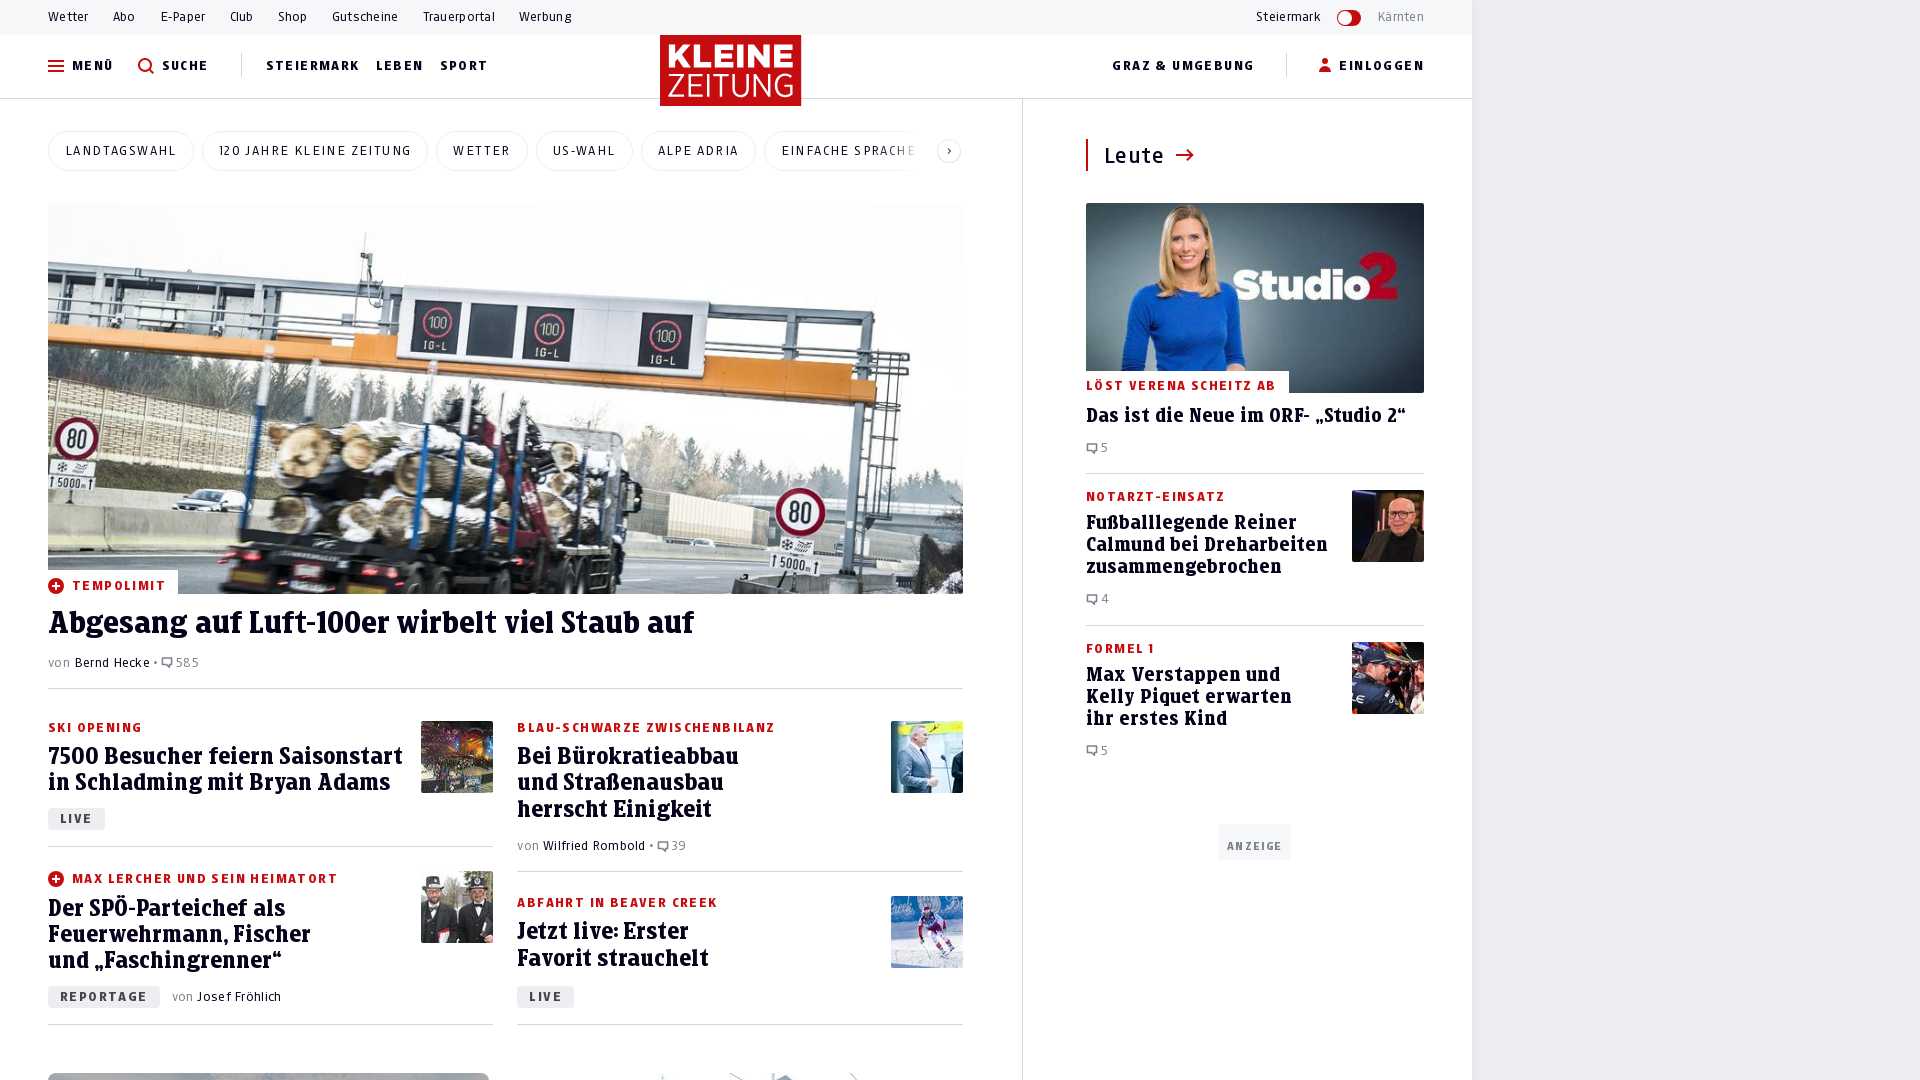 Wetter Abo E-Paper Club Shop Gutscheine Trauerportal Werbung Steiermark Kärnten
MENÜ SUCHE STEIERMARK LEBEN SPORT KLEINE ZEITUNG GRAZ & UMGEBUNG EINLOGGEN
LANDTAGSWAHL 120 JAHRE KLEINE ZEITUNG WETTER US-WAHL ALPE ADRIA EINFACHE SPRACHE
100 100 100
IG-L IG-L IG-L
80
5000m
80
5000m
TEMPOLIMIT
Abgesang auf Luft-100er wirbelt viel Staub auf
von Bernd Hecke • 585
SKI OPENING
7500 Besucher feiern Saisonstart
in Schladming mit Bryan Adams
LIVE
MAX LERCHER UND SEIN HEIMATORT
Der SPÖ-Parteichef als
Feuerwehrmann, Fischer
und „Faschingrenner“
REPORTAGE von Josef Fröhlich
BLAU-SCHWARZE ZWISCHENBILANZ
Bei Bürokratieabbau
und Straßenausbau
herrscht Einigkeit
von Wilfried Rombold • 39
ABFAHRT IN BEAVER CREEK
Jetzt live: Erster
Favorit strauchelt
LIVE
Leute
Studio2
LÖST VERENA SCHEITZ AB
Das ist die Neue im ORF- „Studio 2“
5
NOTARZT-EINSATZ
Fußballlegende Reiner
Calmund bei Dreharbeiten
zusammengebrochen
4
FORMEL 1
Max Verstappen und
Kelly Piquet erwarten
ihr erstes Kind
5
ANZEIGE